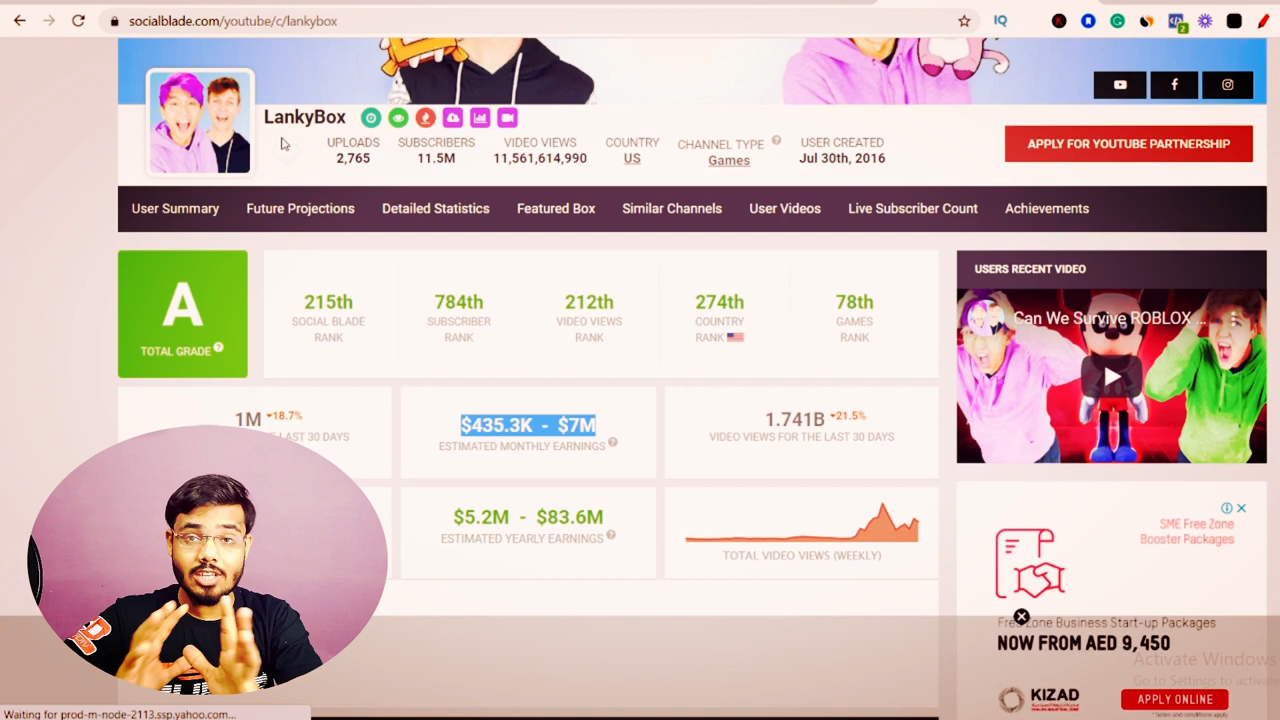 socialblade.com/youtube/c/lankybox
IQ
2
LankyBox
UPLOADS
2,765
SUBSCRIBERS
11.5M
VIDEO VIEWS
11,561,614,990
COUNTRY
US
CHANNEL TYPE ?
Games
USER CREATED
Jul 30th, 2016
APPLY FOR YOUTUBE PARTNERSHIP
User Summary
Future Projections
Detailed Statistics
Featured Box
Similar Channels
User Videos
Live Subscriber Count
Achievements
A
TOTAL GRADE ?
215th
SOCIAL BLADE
RANK
784th
SUBSCRIBER
RANK
212th
VIDEO VIEWS
RANK
274th
COUNTRY
RANK
78th
GAMES
RANK
USERS RECENT VIDEO
Can We Survive ROBLOX ...
1M -18.7%
LAST 30 DAYS
$435.3K - $7M
ESTIMATED MONTHLY EARNINGS ?
1.741B -21.5%
VIDEO VIEWS FOR THE LAST 30 DAYS
$5.2M - $83.6M
ESTIMATED YEARLY EARNINGS ?
TOTAL VIDEO VIEWS (WEEKLY)
SME Free Zone
Booster Packages
Free Zone Business Start-up Packages
NOW FROM AED 9,450
Activate Windows
Go to Settings to activate
KIZAD
APPLY ONLINE
* Terms and conditions apply
Waiting for prod-m-node-2113.ssp.yahoo.com...